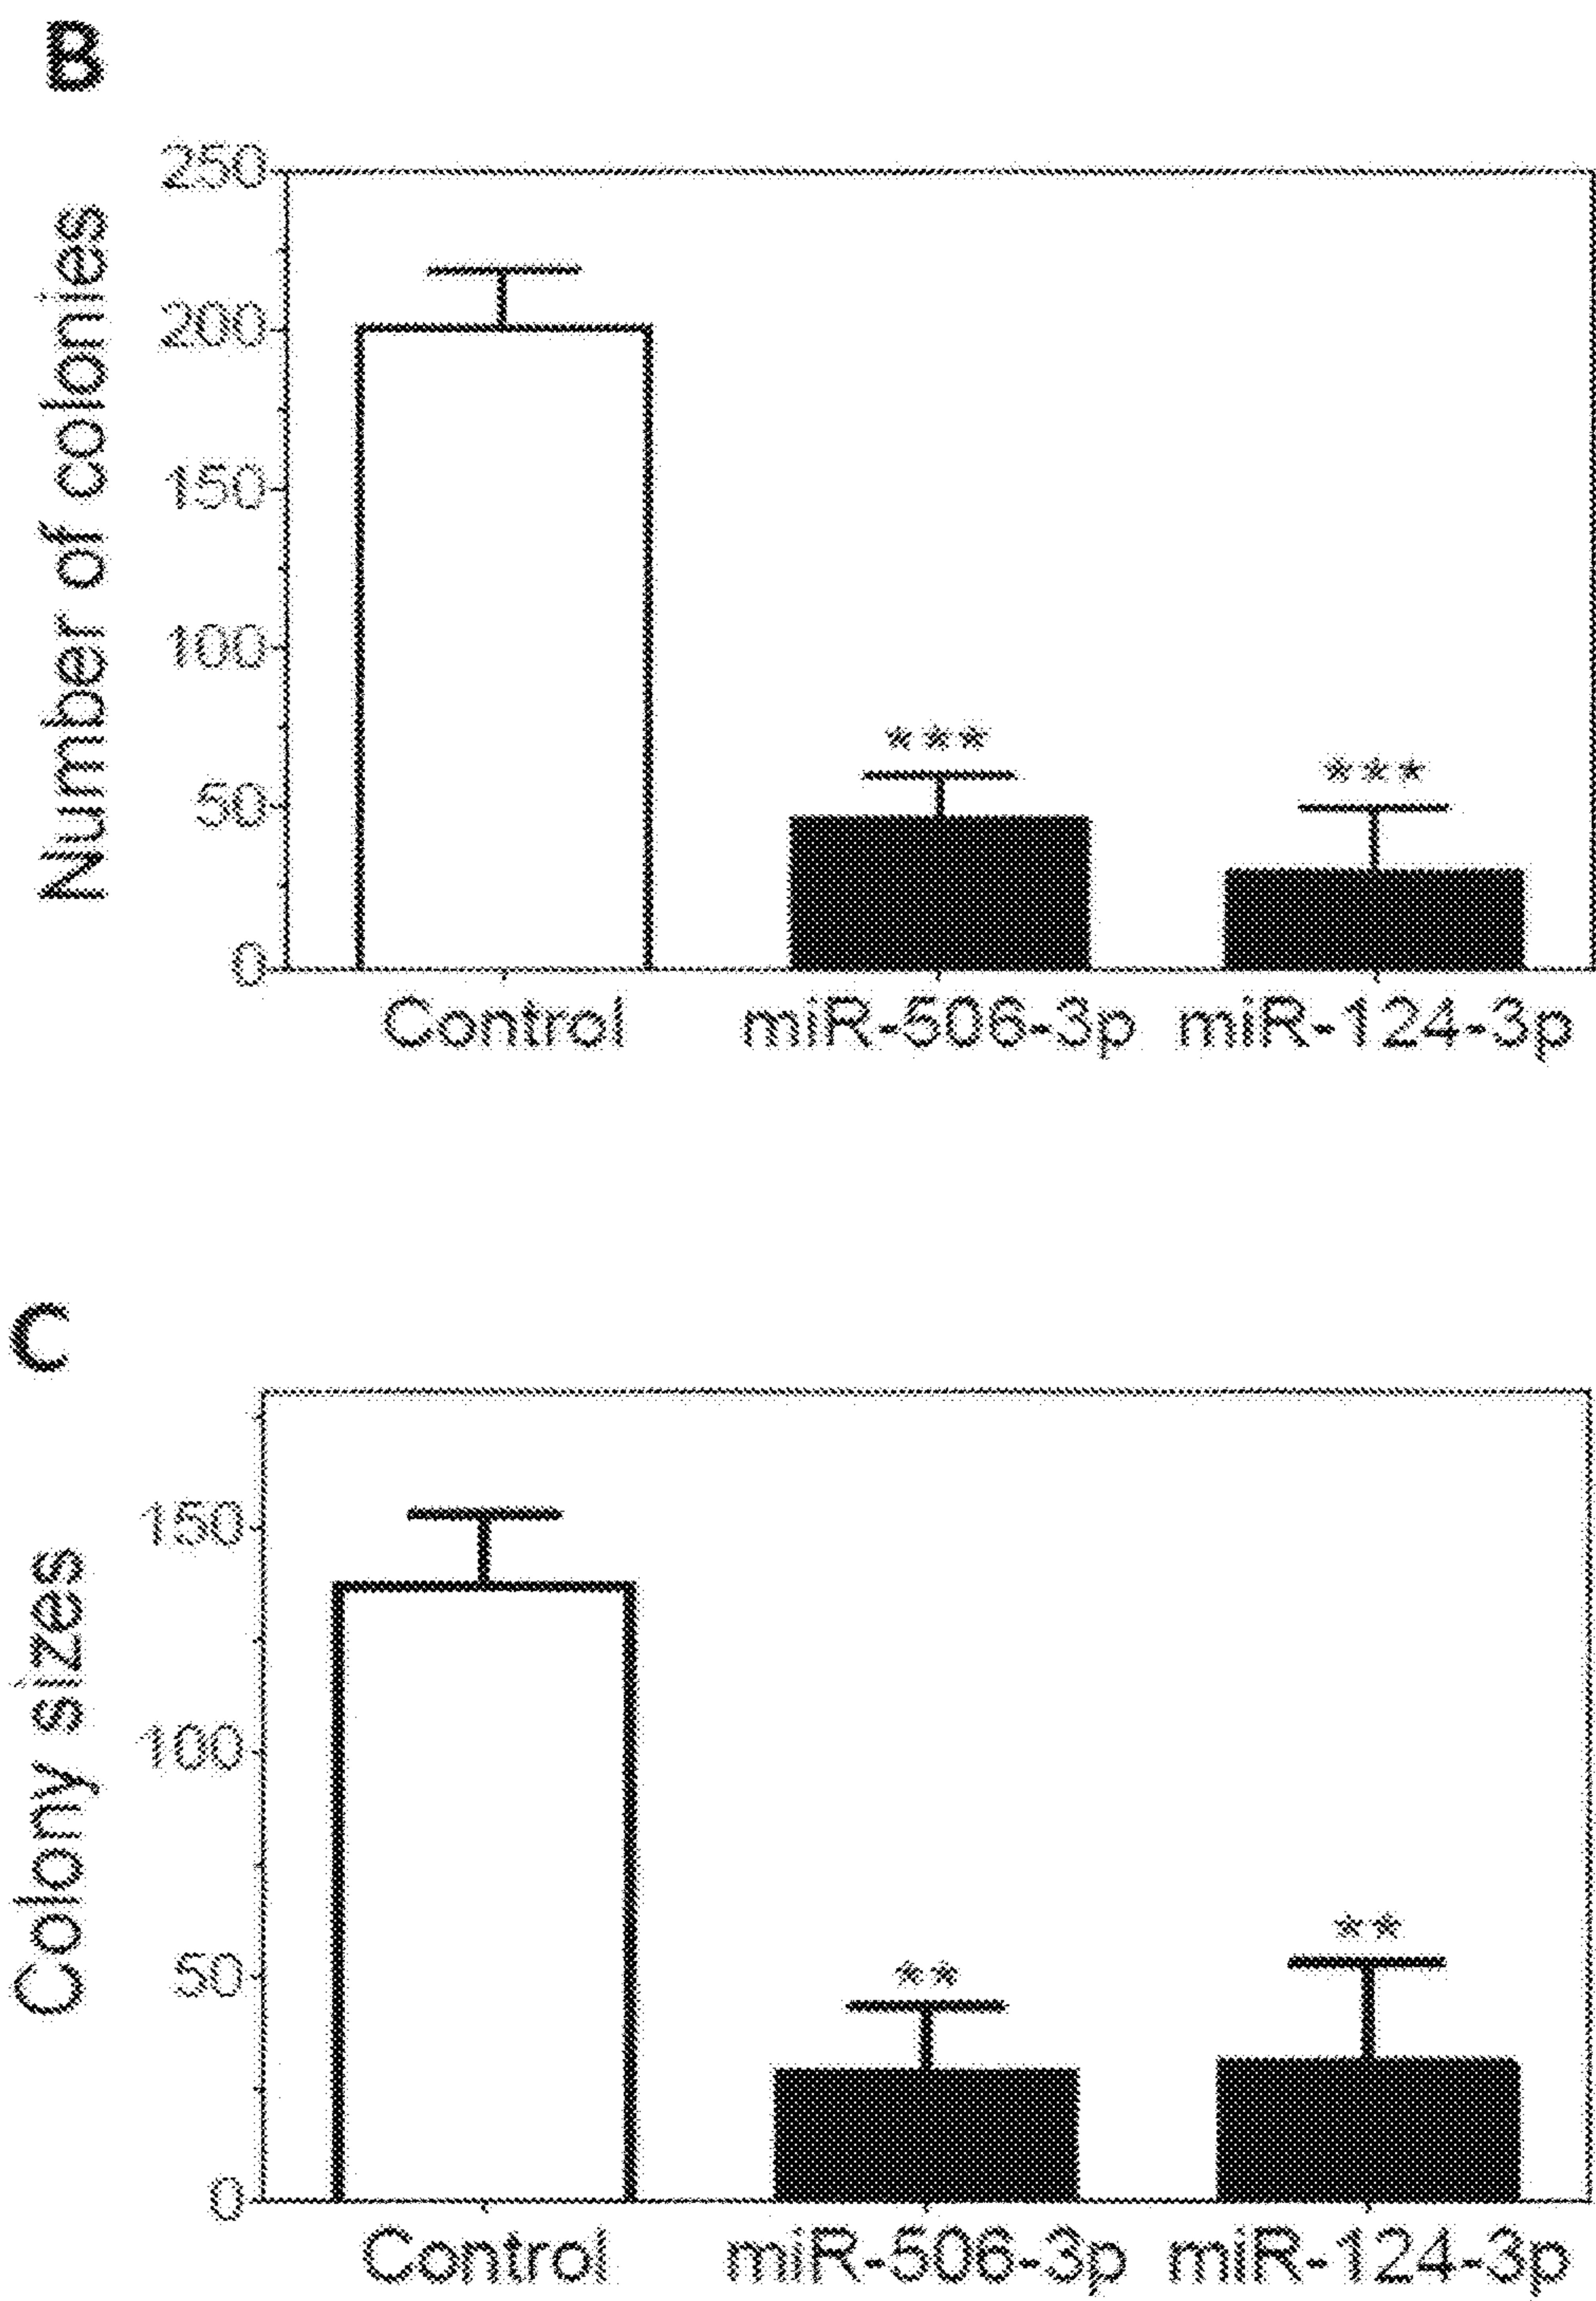 B
Number of colonies
250
200
150
100
50
0
***
***
Control miR-506-3p miR-124-3p
C
Colony sizes
150
100
50
0
**
**
Control miR-506-3p miR-124-3p